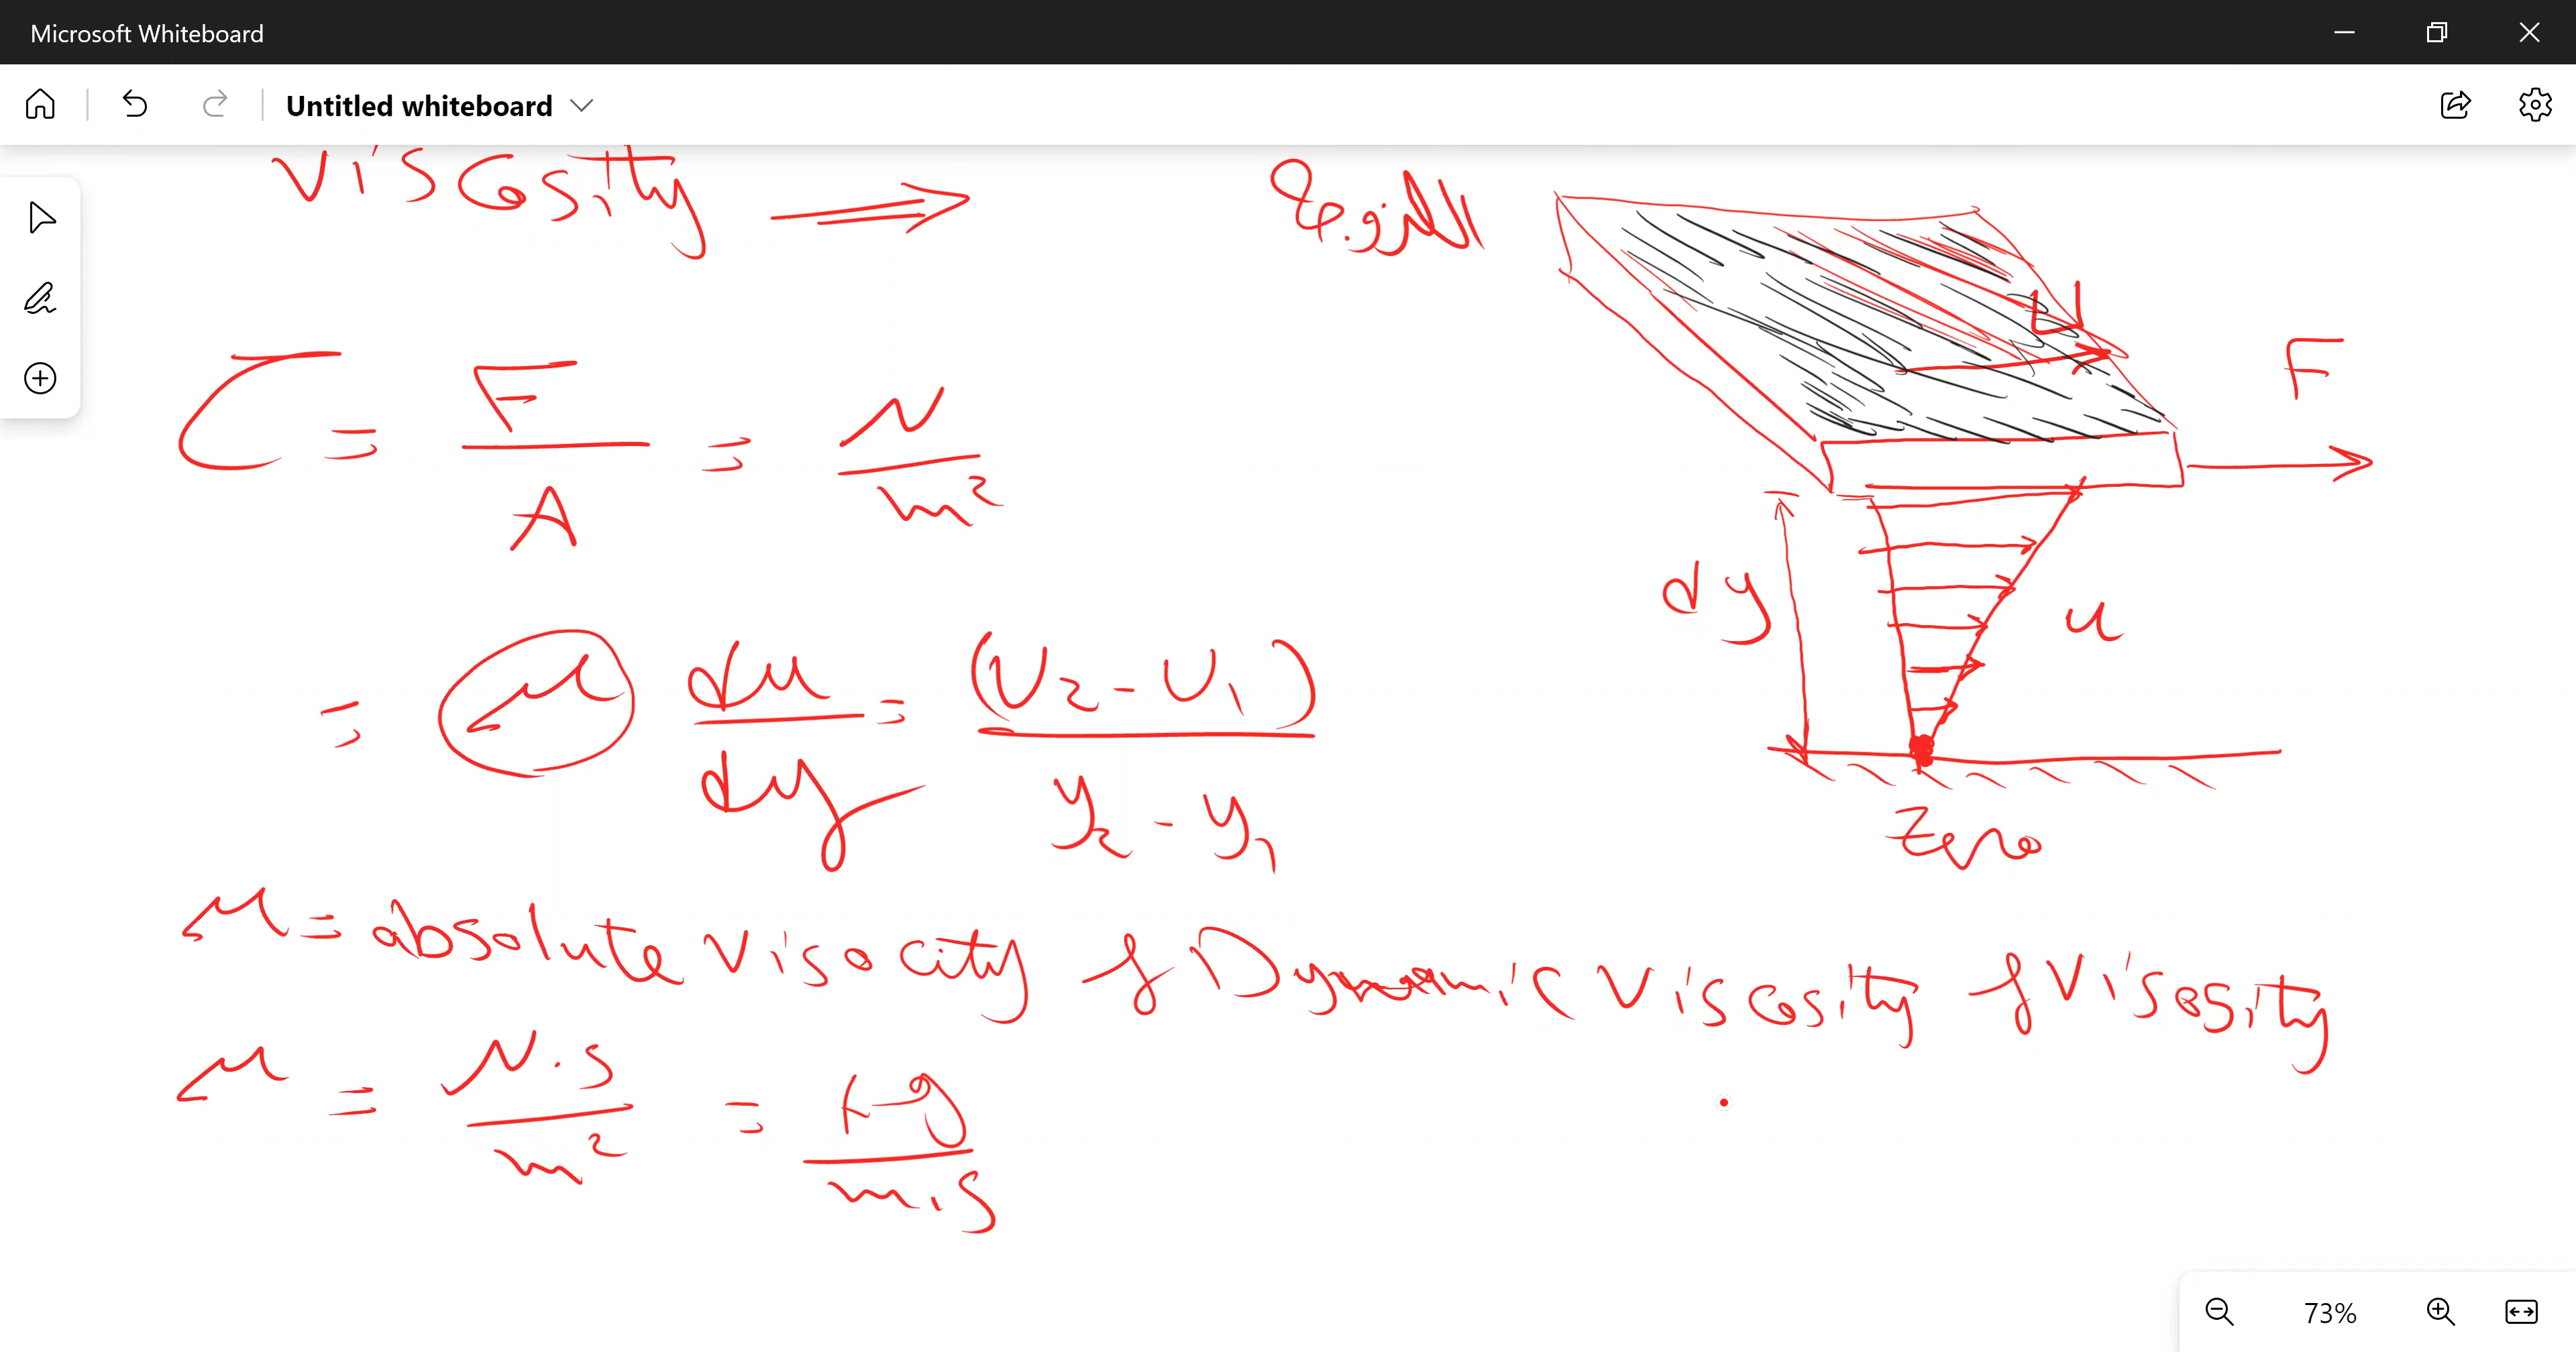 Microsoft Whiteboard
Untitled whiteboard
Viscosity ⟹ اللزوجة
τ = F / A = N / m²
= μ du / dy = (U₂ - U₁) / y₂ - y₁
μ = absolute Visocity & Dynamic Viscosity & Viscosity
μ = N.s / m² = kg / m.s
U
F
dy
u
Zero
73%